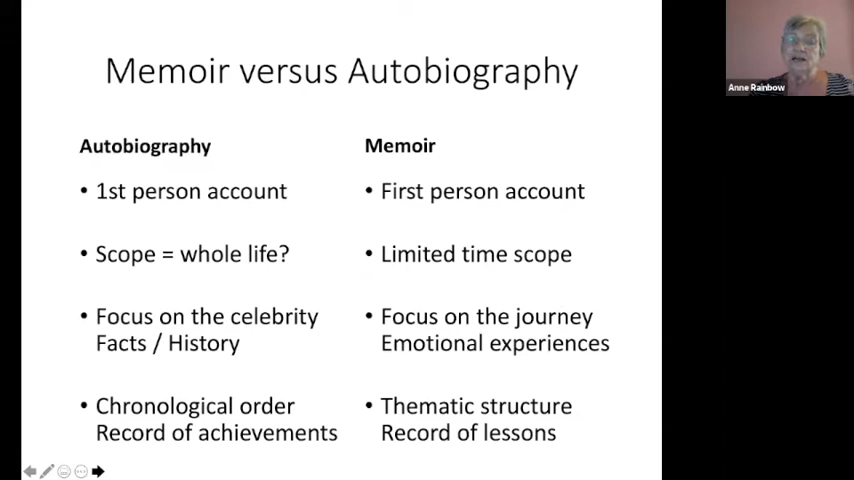 Memoir versus Autobiography
Autobiography
• 1st person account
• Scope = whole life?
• Focus on the celebrity
Facts / History
• Chronological order
Record of achievements
Memoir
• First person account
• Limited time scope
• Focus on the journey
Emotional experiences
• Thematic structure
Record of lessons
Anne Rainbow